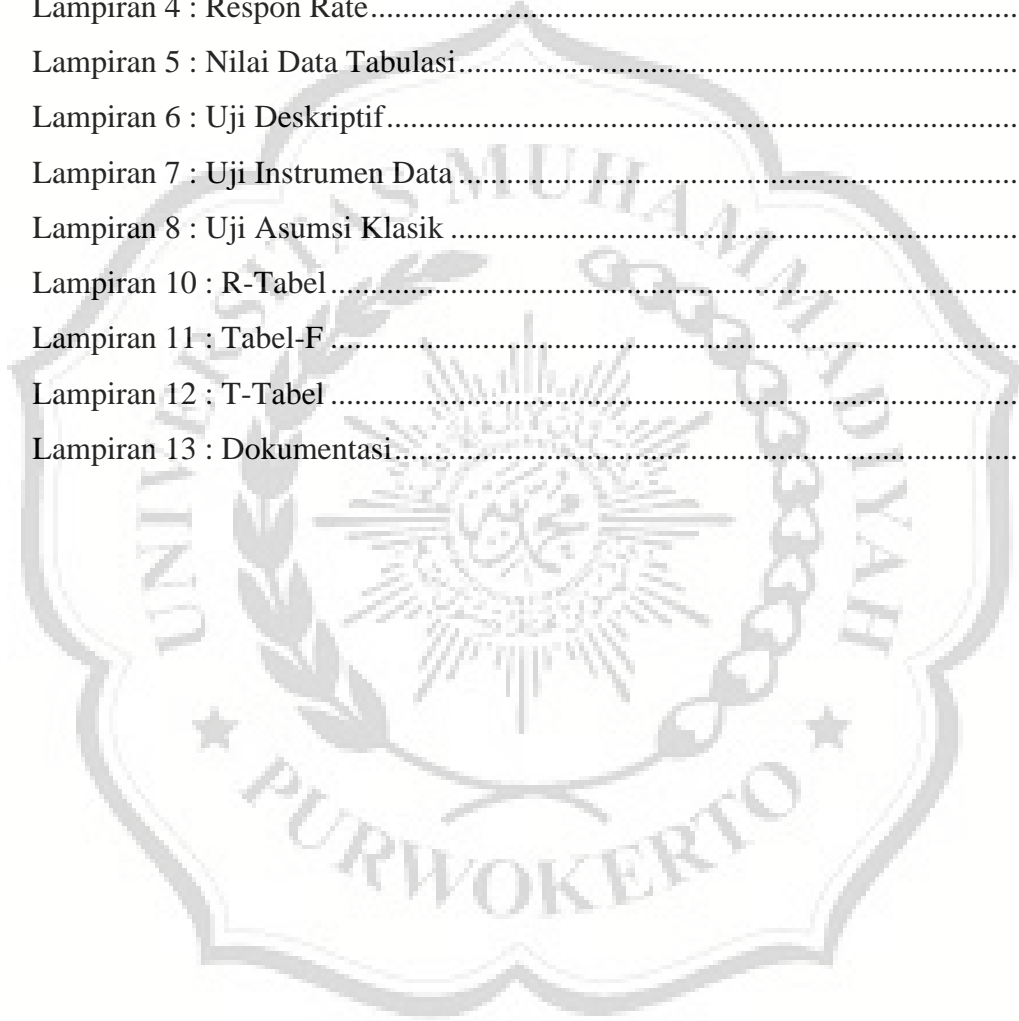 Lampiran 4 : Respon Rate........................................................................
Lampiran 5 : Nilai Data Tabulasi........................................................................
Lampiran 6 : Uji Deskriptif........................................................................
Lampiran 7 : Uji Instrumen Data ........................................................................
Lampiran 8 : Uji Asumsi Klasik ........................................................................
Lampiran 10 : R-Tabel........................................................................
Lampiran 11 : Tabel-F ........................................................................
Lampiran 12 : T-Tabel ........................................................................
Lampiran 13 : Dokumentasi........................................................................
UNIVERSITAS MUHAMMADIYAH
PURWOKERTO